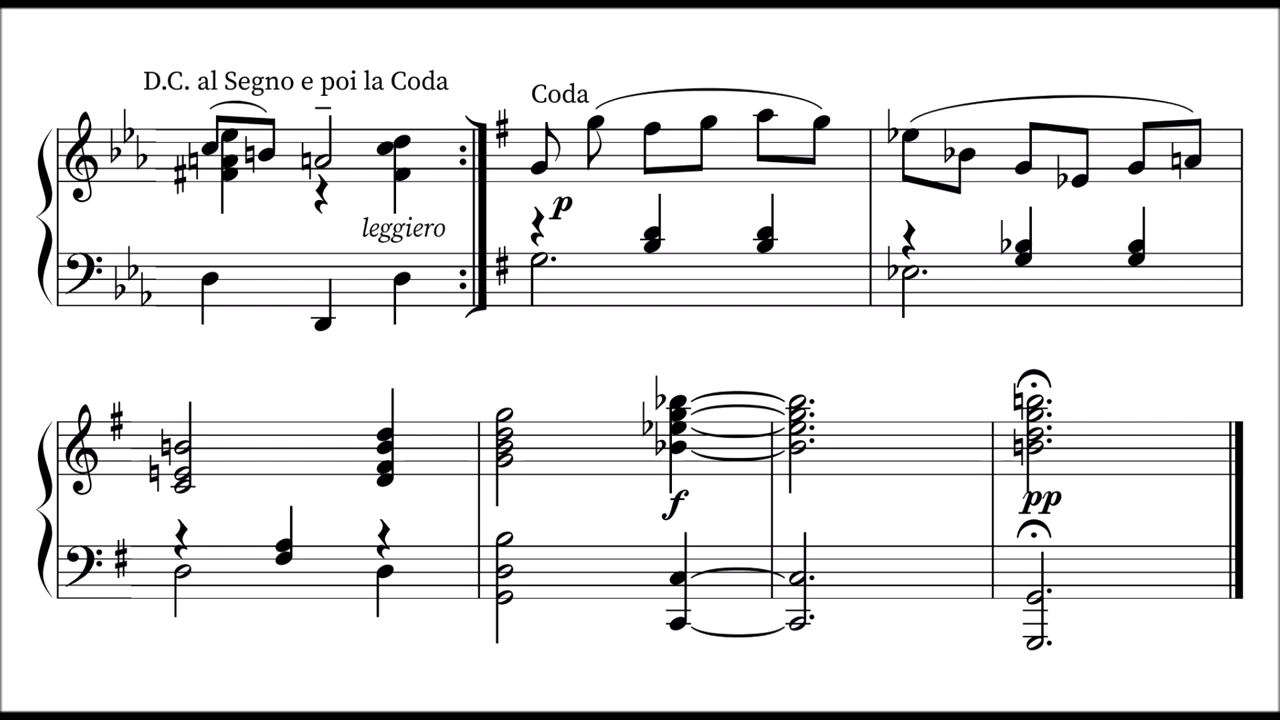 D.C. al Segno e poi la Coda
Coda
p
leggiero
f
pp